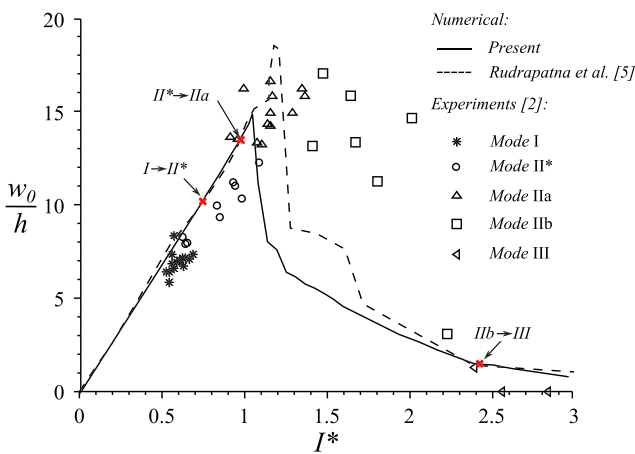 20
15
10
5
0
w₀
h
0
0.5
1
1.5
2
2.5
3
I*
II*→IIa
I→II*
IIb→III
Numerical:
Present
Rudrapatna et al. [5]
Experiments [2]:
Mode I
Mode II*
Mode IIa
Mode IIb
Mode III